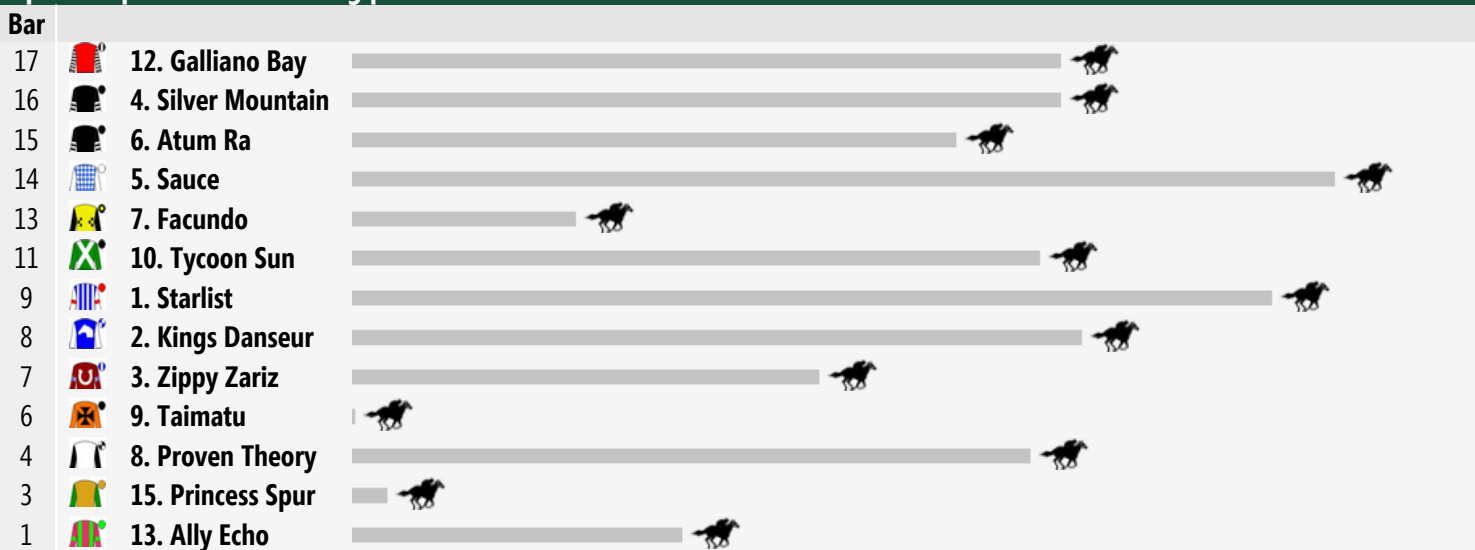 Bar
17 12. Galliano Bay
16 4. Silver Mountain
15 6. Atum Ra
14 5. Sauce
13 7. Facundo
11 10. Tycoon Sun
9 1. Starlist
8 2. Kings Danseur
7 3. Zippy Zariz
6 9. Taimatu
4 8. Proven Theory
3 15. Princess Spur
1 13. Ally Echo